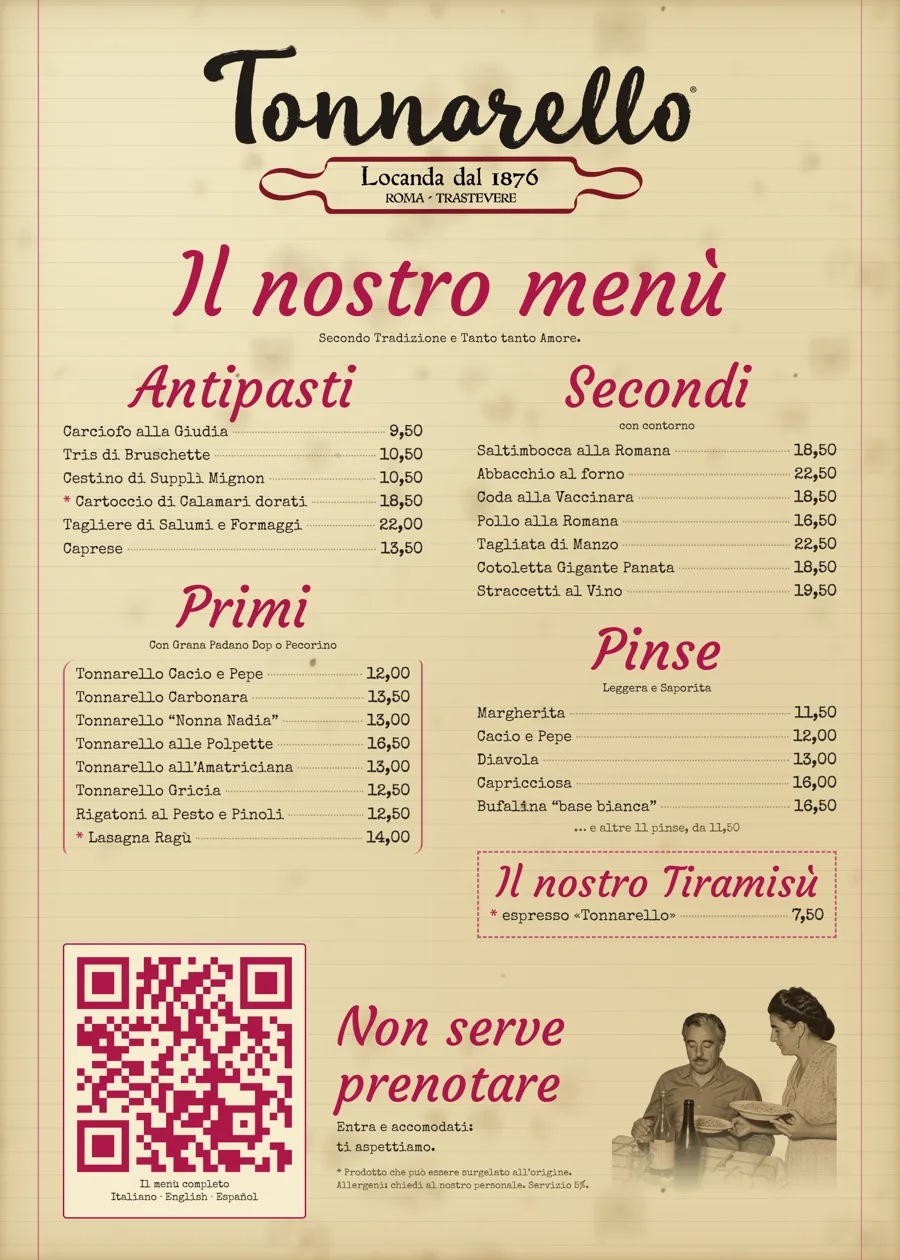 Tonnarello®
Locanda dal 1876
ROMA - TRASTEVERE
Il nostro menù
Secondo Tradizione e Tanto tanto Amore.
Antipasti
Carciofo alla Giudia 9,50
Tris di Bruschette 10,50
Cestino di Supplì Mignon 10,50
* Cartoccio di Calamari dorati 18,50
Tagliere di Salumi e Formaggi 22,00
Caprese 13,50
Primi
Con Grana Padano Dop o Pecorino
Tonnarello Cacio e Pepe 12,00
Tonnarello Carbonara 13,50
Tonnarello “Nonna Nadia” 13,00
Tonnarello alle Polpette 16,50
Tonnarello all’Amatriciana 13,00
Tonnarello Gricia 12,50
Rigatoni al Pesto e Pinoli 12,50
* Lasagna Ragù 14,00
Secondi
con contorno
Saltimbocca alla Romana 18,50
Abbacchio al forno 22,50
Coda alla Vaccinara 18,50
Pollo alla Romana 16,50
Tagliata di Manzo 22,50
Cotoletta Gigante Panata 18,50
Straccetti al Vino 19,50
Pinse
Leggera e Saporita
Margherita 11,50
Cacio e Pepe 12,00
Diavola 13,00
Capricciosa 16,00
Bufalina “base bianca” 16,50
... e altre 11 pinse, da 11,50
Il nostro Tiramisù
* espresso «Tonnarello» 7,50
Il menù completo
Italiano · English · Español
Non serve
prenotare
Entra e accomodati:
ti aspettiamo.
* Prodotto che può essere surgelato all’origine.
Allergeni: chiedi al nostro personale. Servizio 5%.